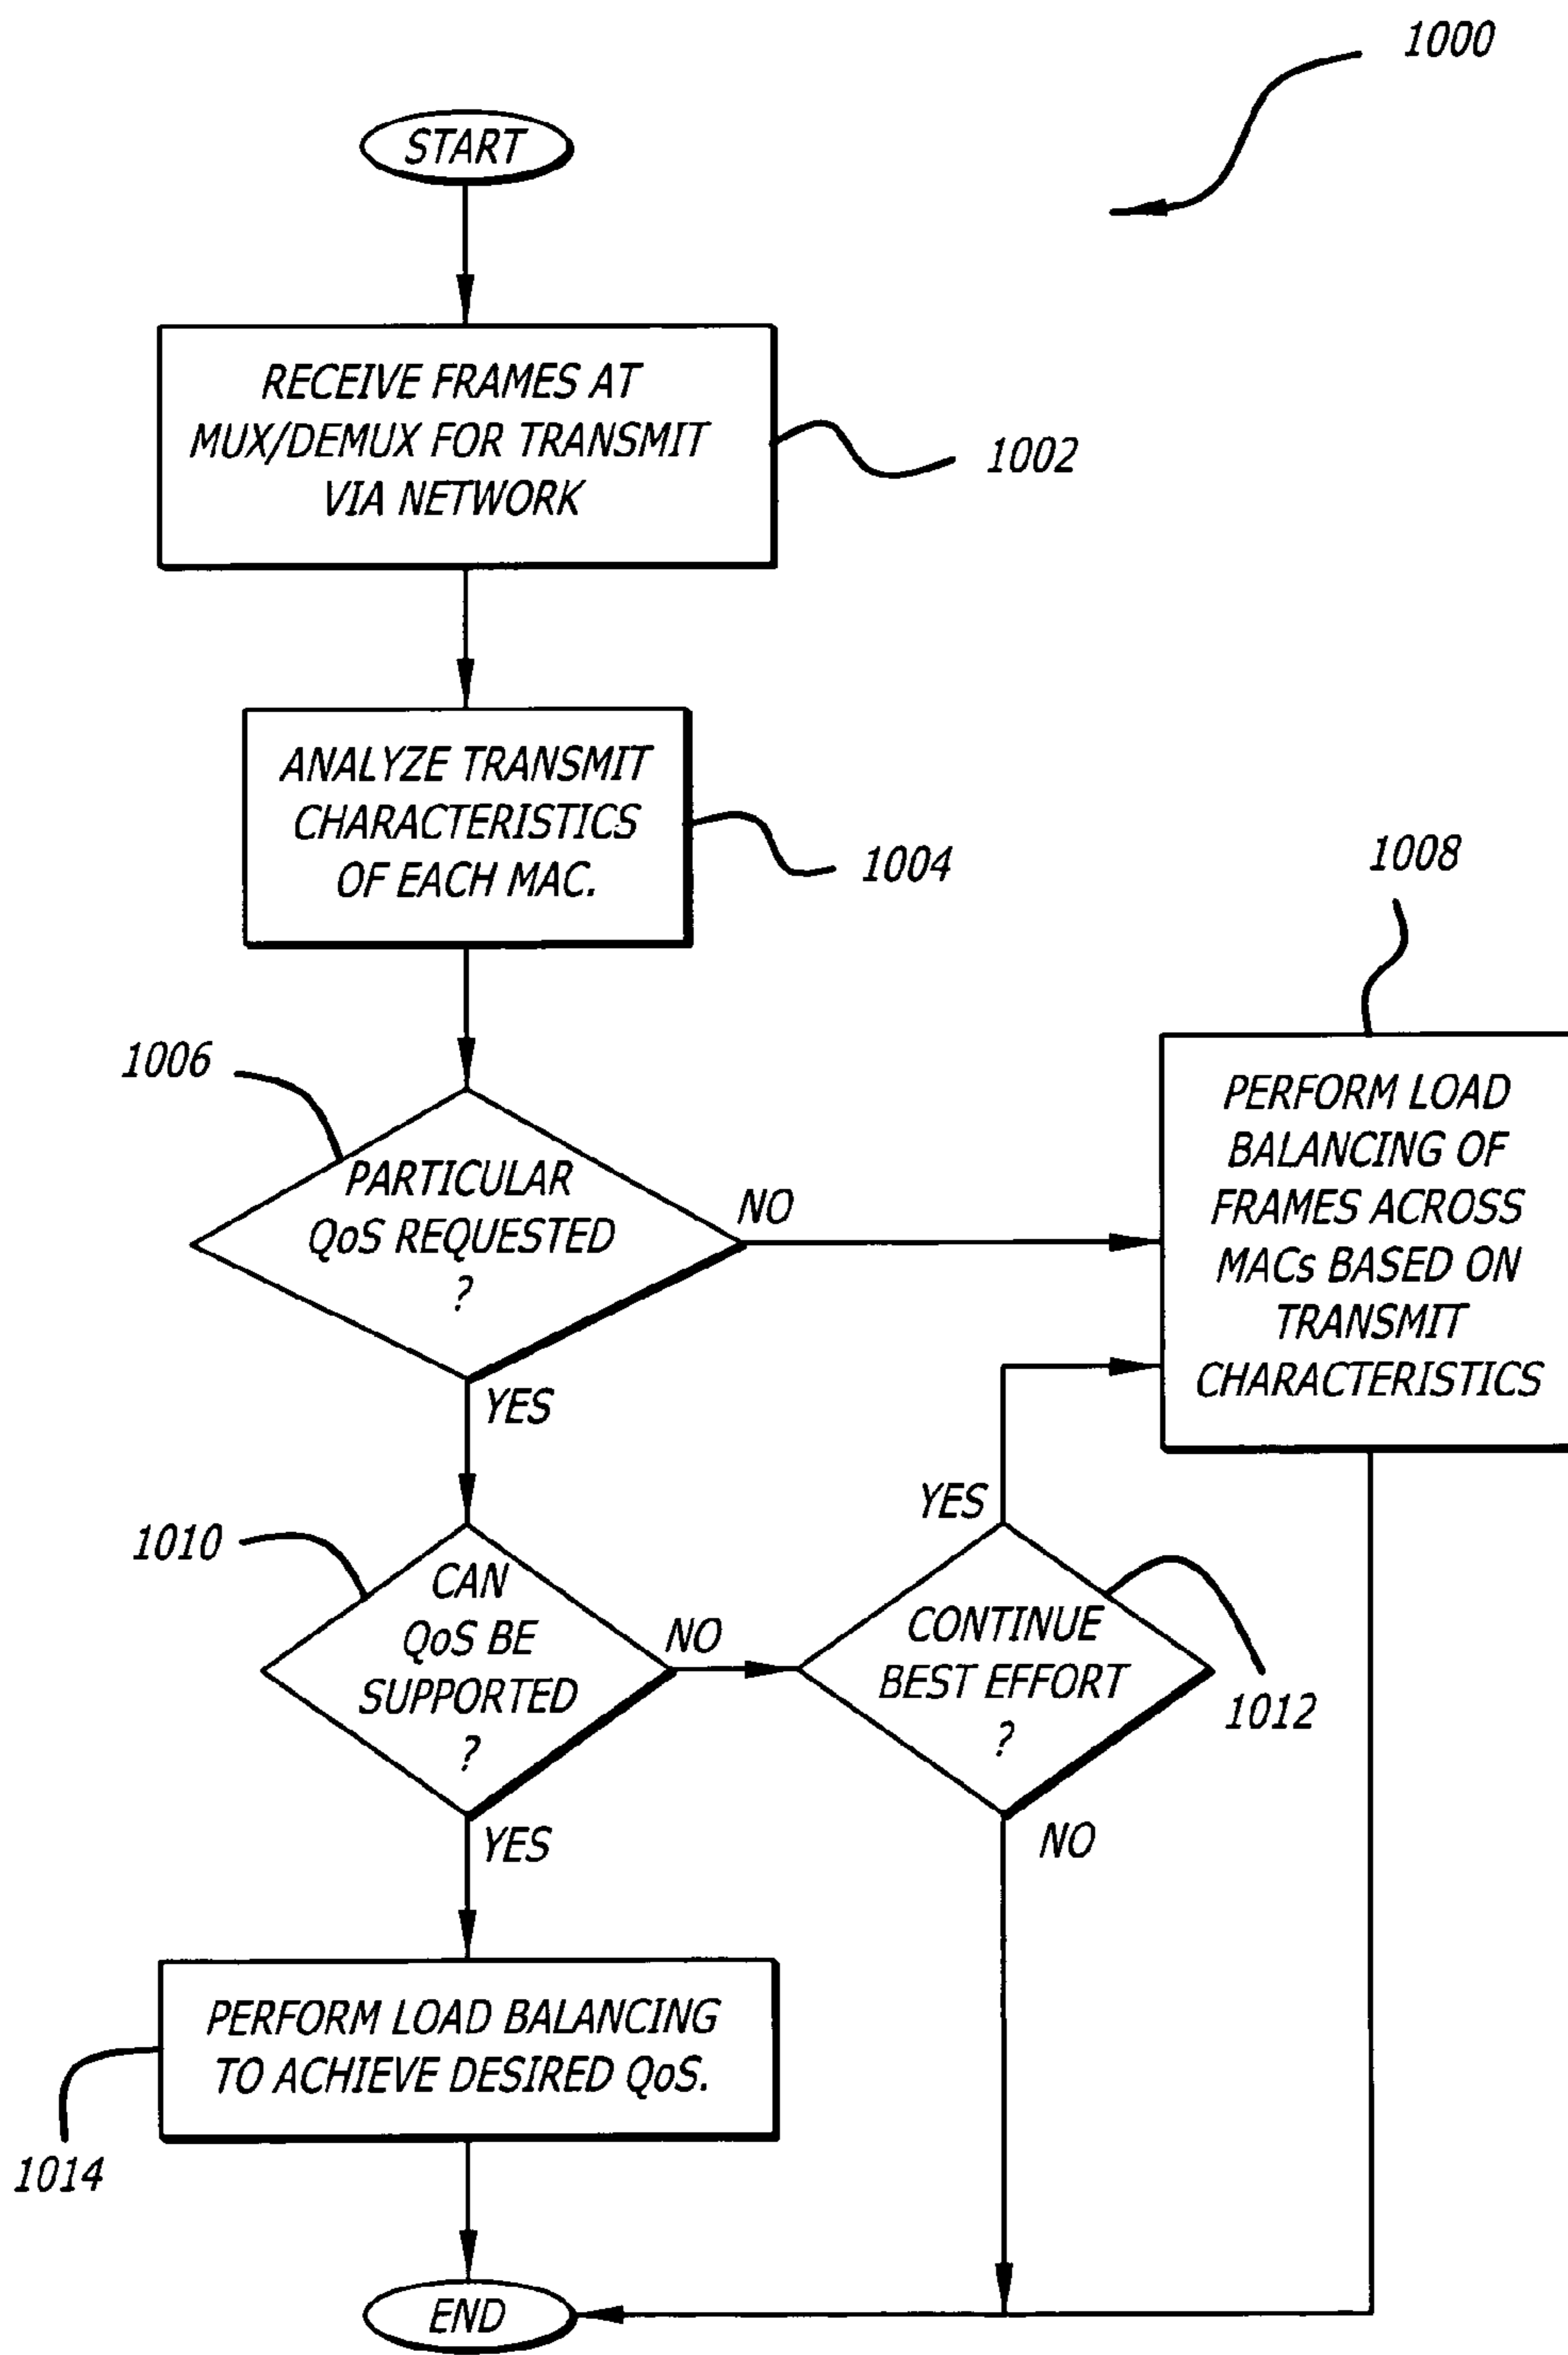 1000
START
RECEIVE FRAMES AT
MUX/DEMUX FOR TRANSMIT
VIA NETWORK
1002
ANALYZE TRANSMIT
CHARACTERISTICS
OF EACH MAC.
1004
1006
PARTICULAR
QoS REQUESTED
?
NO
YES
1008
PERFORM LOAD
BALANCING OF
FRAMES ACROSS
MACs BASED ON
TRANSMIT
CHARACTERISTICS
1010
CAN
QoS BE
SUPPORTED
?
NO
YES
YES
CONTINUE
BEST EFFORT
?
1012
NO
PERFORM LOAD BALANCING
TO ACHIEVE DESIRED QoS.
1014
END